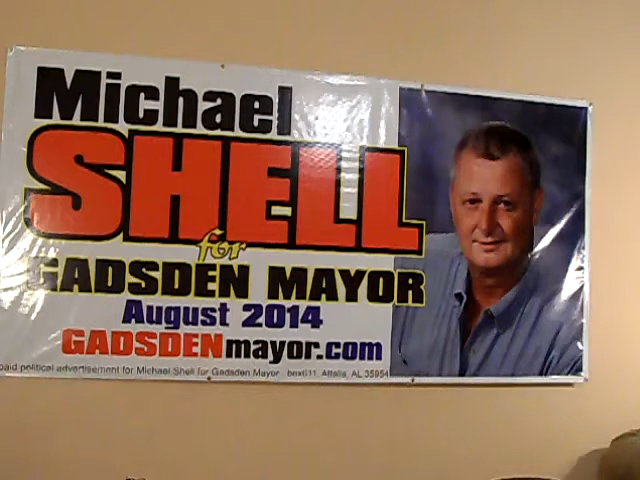 Michael
SHELL
for
GADSDEN MAYOR
August 2014
GADSDENmayor.com
paid political advertisement for Michael Shell for Gadsden Mayor box611 Attalla, AL 35954